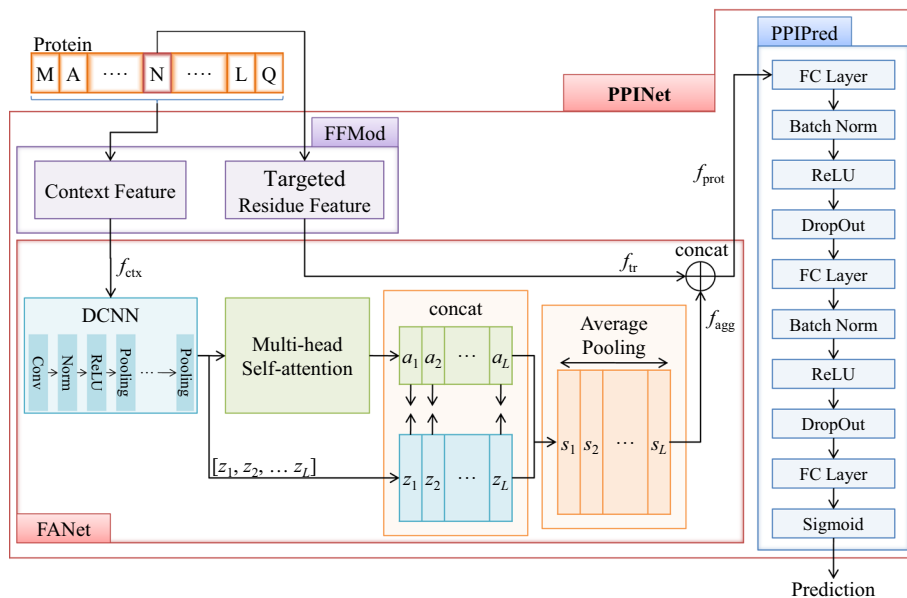 Protein
M A ···· N ···· L Q
PPINet
FFMod
Context Feature
Targeted
Residue Feature
f_ctx
f_tr
concat
f_prot
f_agg
DCNN
Conv
Norm
ReLU
Pooling
···
Pooling
Multi-head
Self-attention
[z_1, z_2, … z_L]
concat
a_1 a_2 ··· a_L
z_1 z_2 ··· z_L
Average
Pooling
s_1 s_2 ··· s_L
FANet
PPIPred
FC Layer
Batch Norm
ReLU
DropOut
FC Layer
Batch Norm
ReLU
DropOut
FC Layer
Sigmoid
Prediction